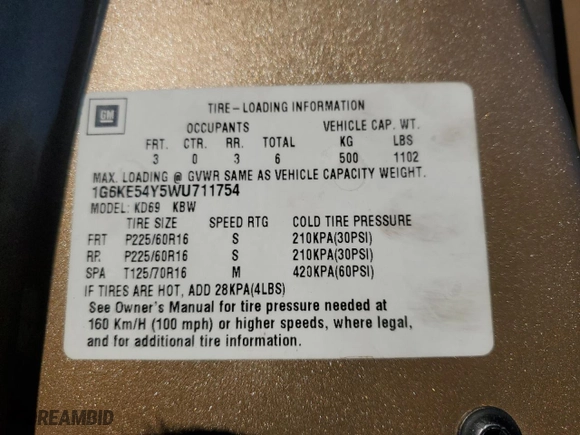 GM
TIRE-LOADING INFORMATION
OCCUPANTS VEHICLE CAP. WT.
FRT. CTR. RR. TOTAL KG LBS
3 0 3 6 500 1102
MAX. LOADING @ GVWR SAME AS VEHICLE CAPACITY WEIGHT.
1G6KE54Y5WU711754
MODEL: KD69 KBW
TIRE SIZE SPEED RTG COLD TIRE PRESSURE
FRT P225/60R16 S 210KPA(30PSI)
RR P225/60R16 S 210KPA(30PSI)
SPA T125/70R16 M 420KPA(60PSI)
IF TIRES ARE HOT, ADD 28KPA(4LBS)
See Owner's Manual for tire pressure needed at
160 Km/H (100 mph) or higher speeds, where legal,
and for additional tire information.
DREAMBID